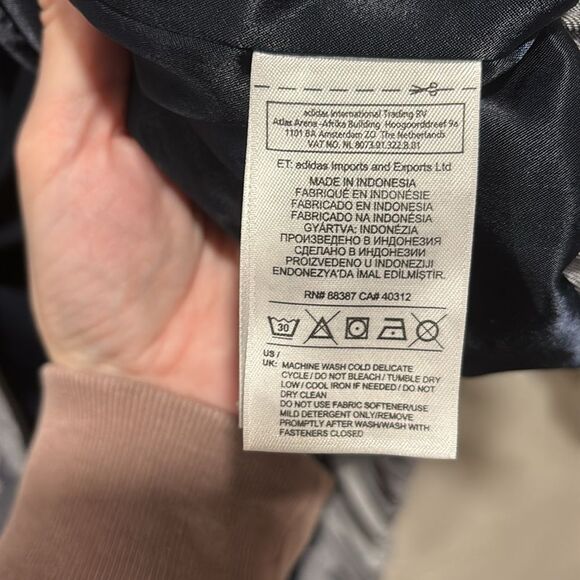 adidas International Trading BV
Atlas Arena -Afrika Building Hoogoorddreef 9a
1101 BA Amsterdam ZO The Netherlands
VAT NO. NL 8073.01.322.B.01
ET: adidas Imports and Exports Ltd
MADE IN INDONESIA
FABRIQUÉ EN INDONÉSIE
FABRICADO EN INDONESIA
FABRICADO NA INDONÉSIA
GYÁRTVA: INDONÉZIA
ПРОИЗВЕДЕНО В ИНДОНЕЗИЯ
СДЕЛАНО В ИНДОНЕЗИИ
PROIZVEDENO U INDONEZIJI
ENDONEZYA'DA İMAL EDİLMİŞTİR.
RN# 88387 CA# 40312
30
US /
UK: MACHINE WASH COLD DELICATE
CYCLE / DO NOT BLEACH / TUMBLE DRY
LOW / COOL IRON IF NEEDED / DO NOT
DRY CLEAN
DO NOT USE FABRIC SOFTENER/USE
MILD DETERGENT ONLY/REMOVE
PROMPTLY AFTER WASH/WASH WITH
FASTENERS CLOSED